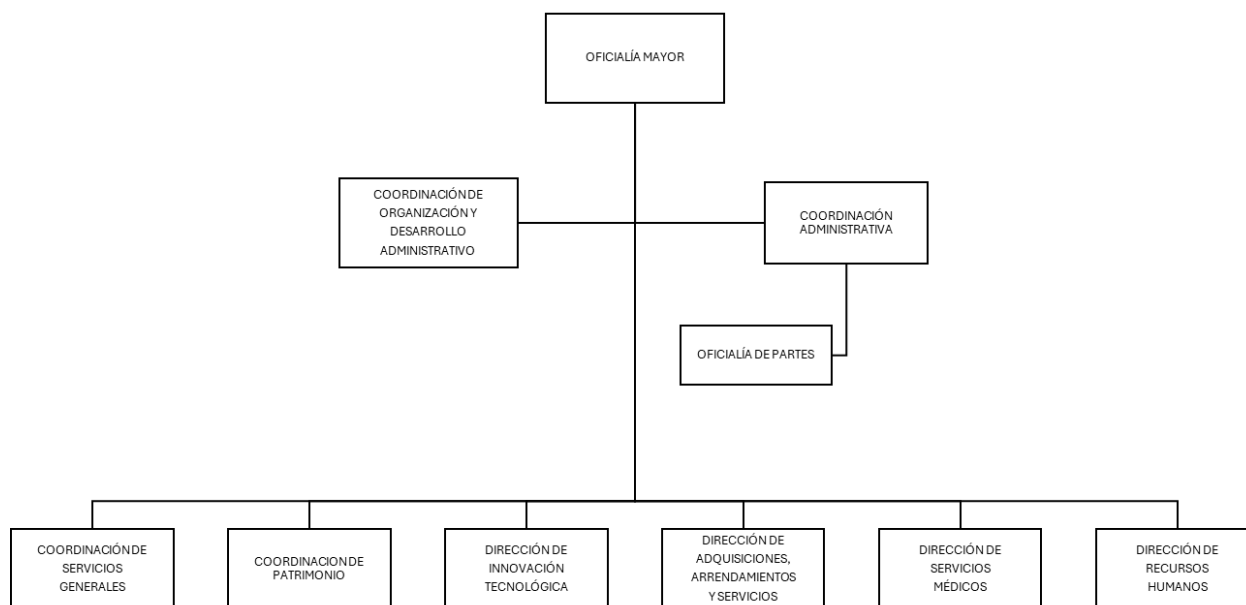 OFICIALÍA MAYOR
COORDINACIÓN DE
ORGANIZACIÓN Y
DESARROLLO
ADMINISTRATIVO
COORDINACIÓN
ADMINISTRATIVA
OFICIALÍA DE PARTES
COORDINACIÓN DE
SERVICIOS
GENERALES
COORDINACION DE
PATRIMONIO
DIRECCIÓN DE
INNOVACIÓN
TECNOLÓGICA
DIRECCIÓN DE
ADQUISICIONES,
ARRENDAMIENTOS
Y SERVICIOS
DIRECCIÓN DE
SERVICIOS
MÉDICOS
DIRECCIÓN DE
RECURSOS
HUMANOS